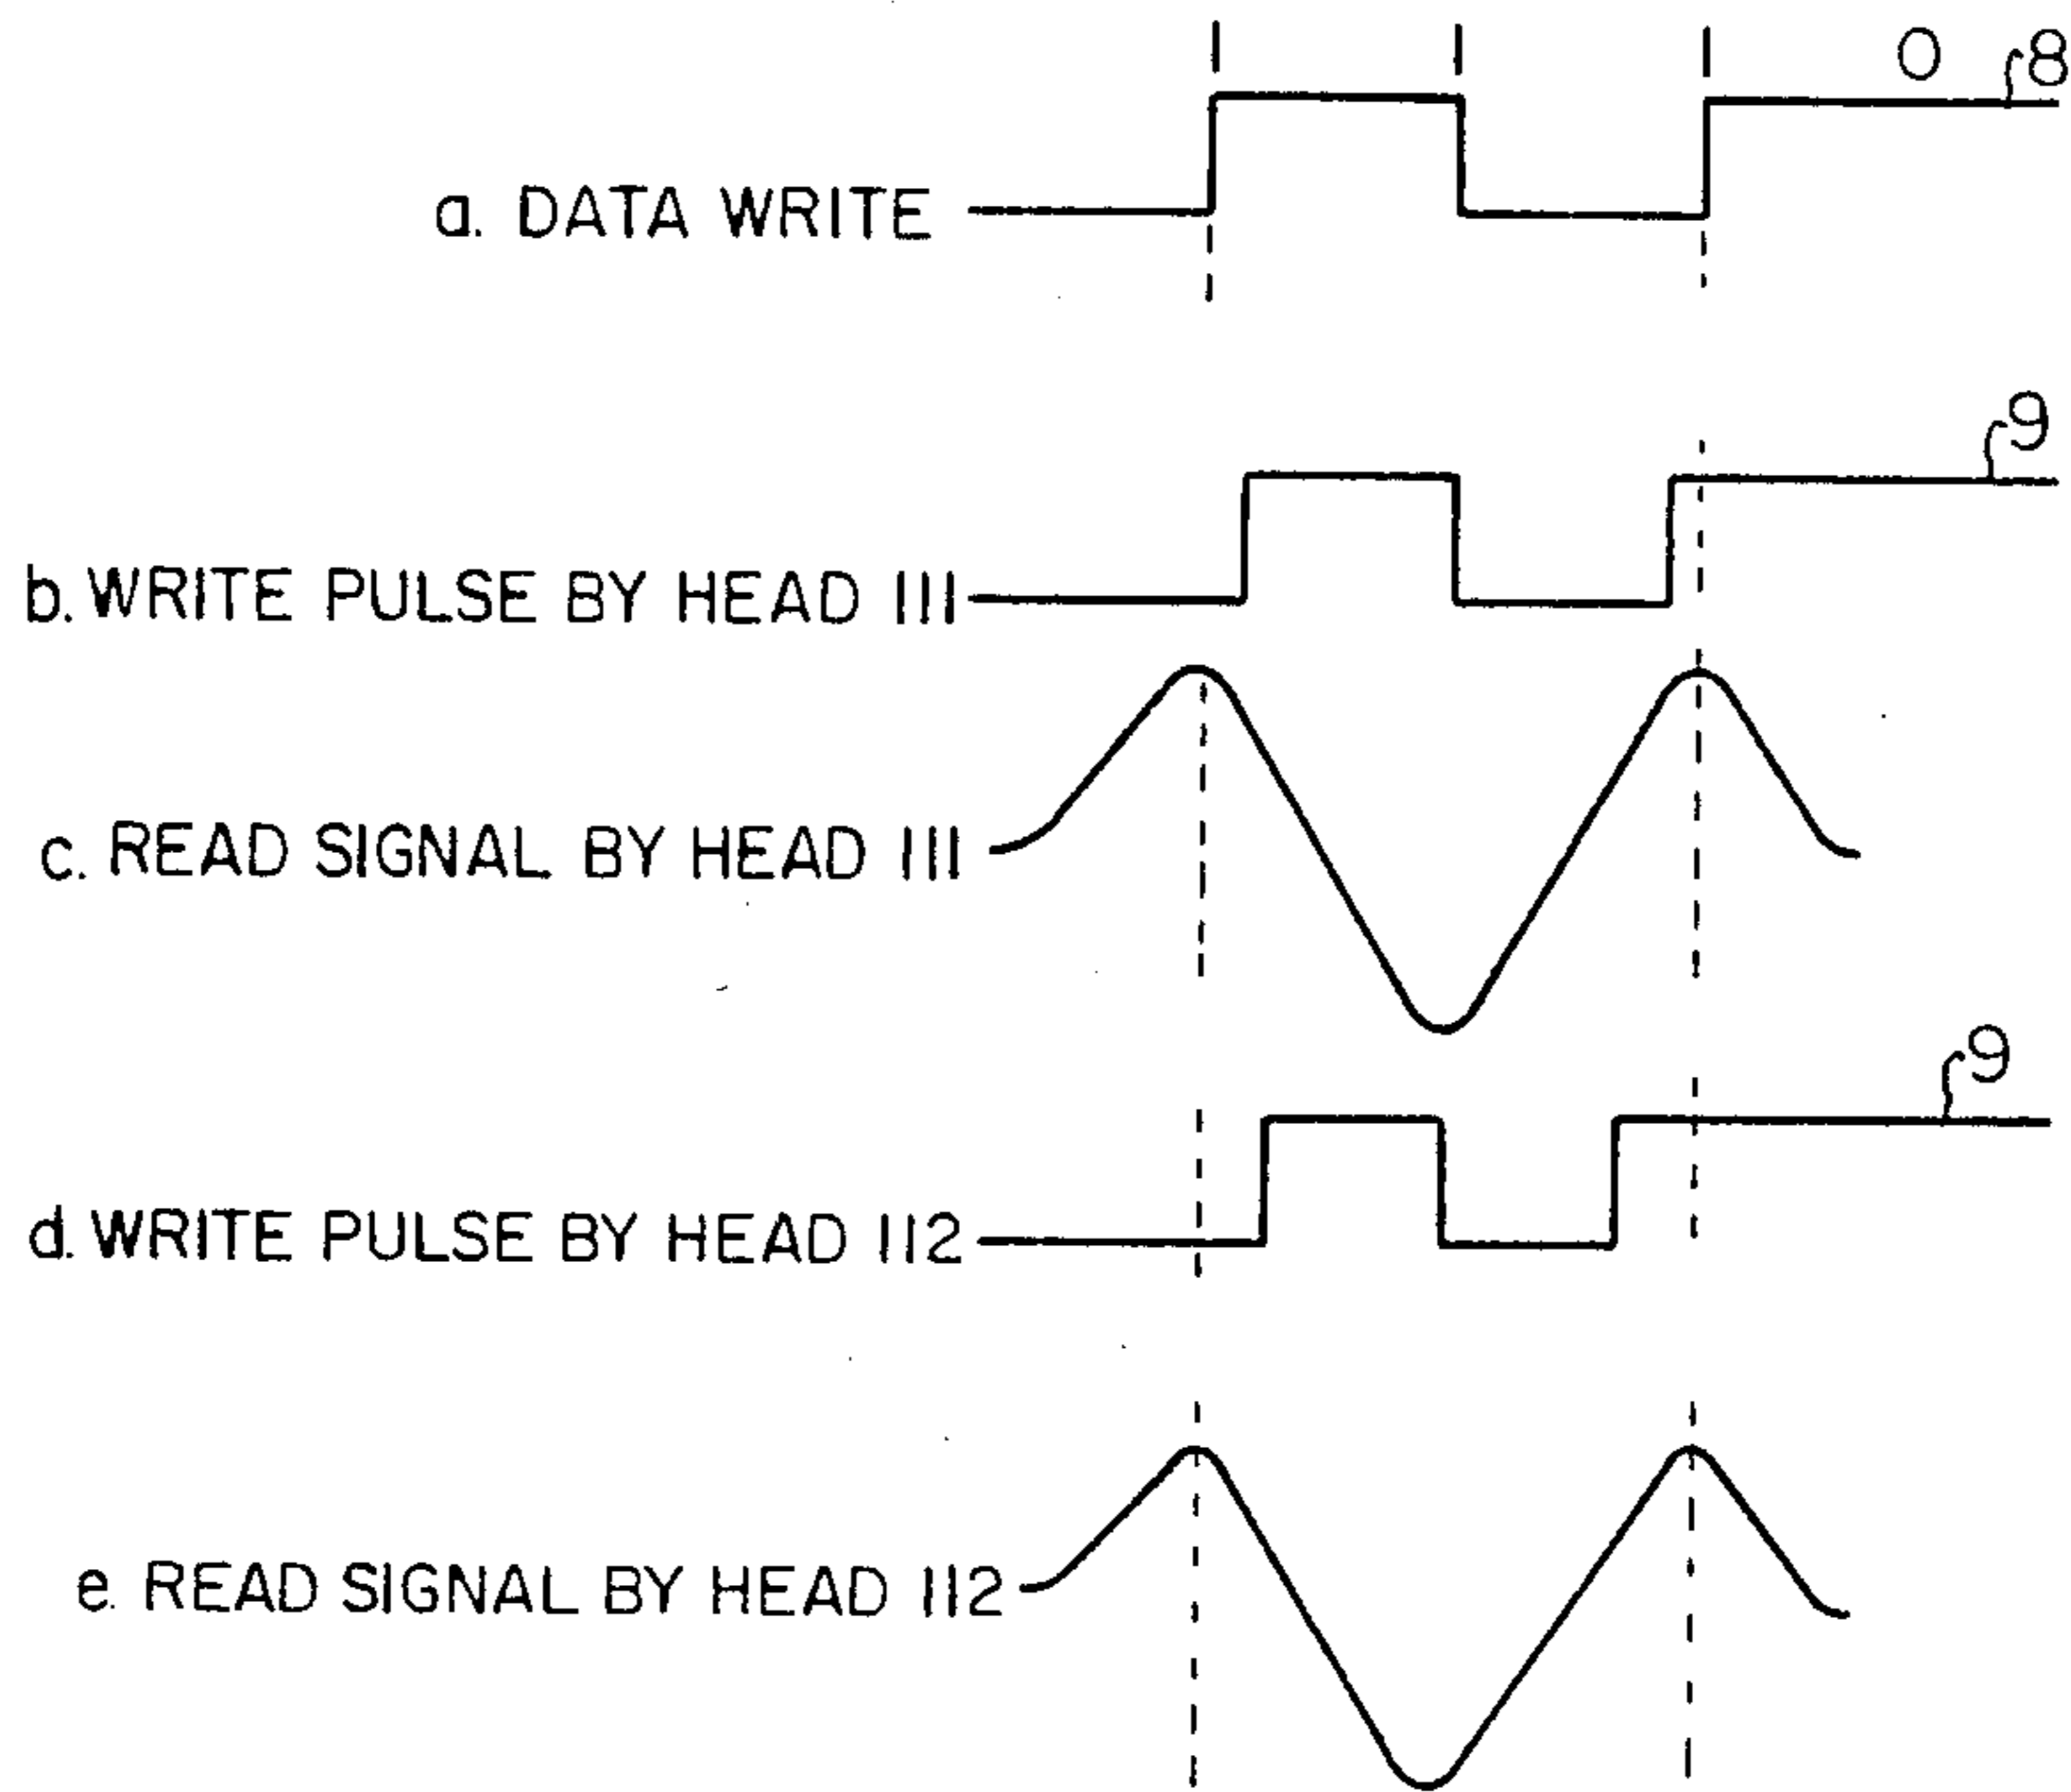 | | | 0 8
a. DATA WRITE
9
b. WRITE PULSE BY HEAD 111
c. READ SIGNAL BY HEAD 111
9
d. WRITE PULSE BY HEAD 112
e. READ SIGNAL BY HEAD 112